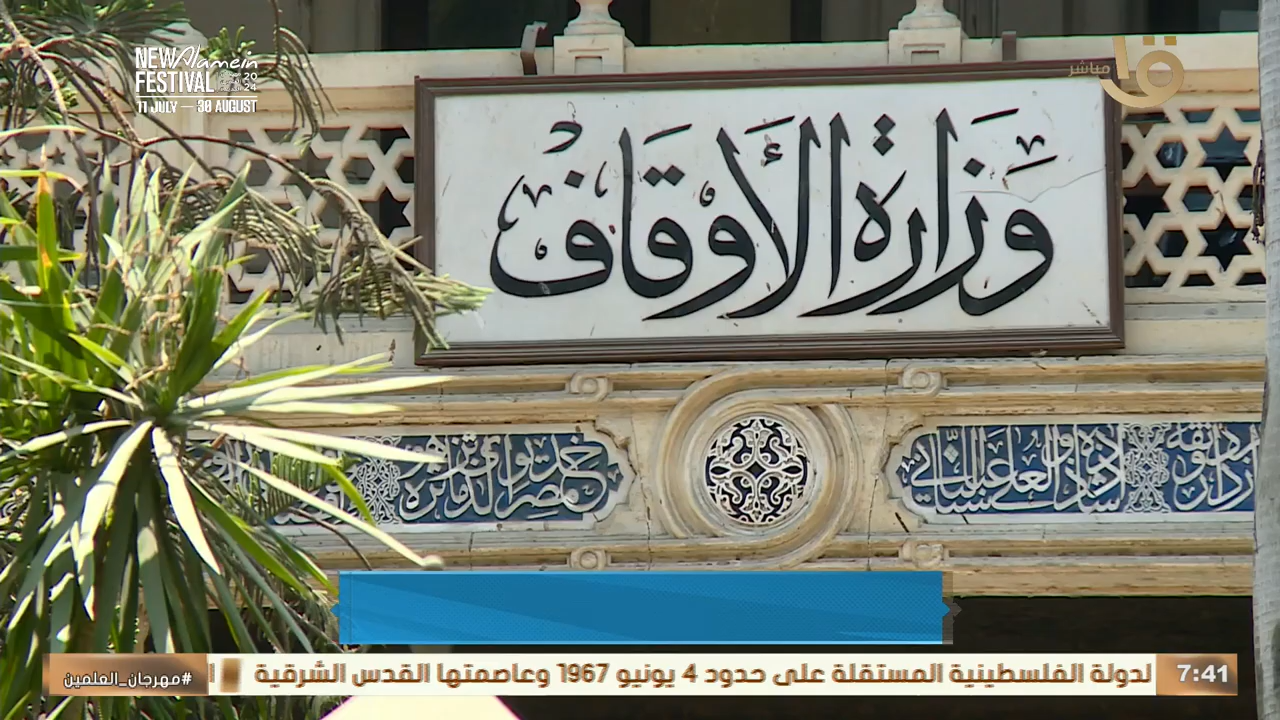 NEW Alamein
FESTIVAL 2024
11 JULY — 30 AUGUST
مباشر
وزارة الأوقاف
لدولة الفلسطينية المستقلة على حدود 4 يونيو 1967 وعاصمتها القدس الشرقية
7:41
#مهرجان_العلمين